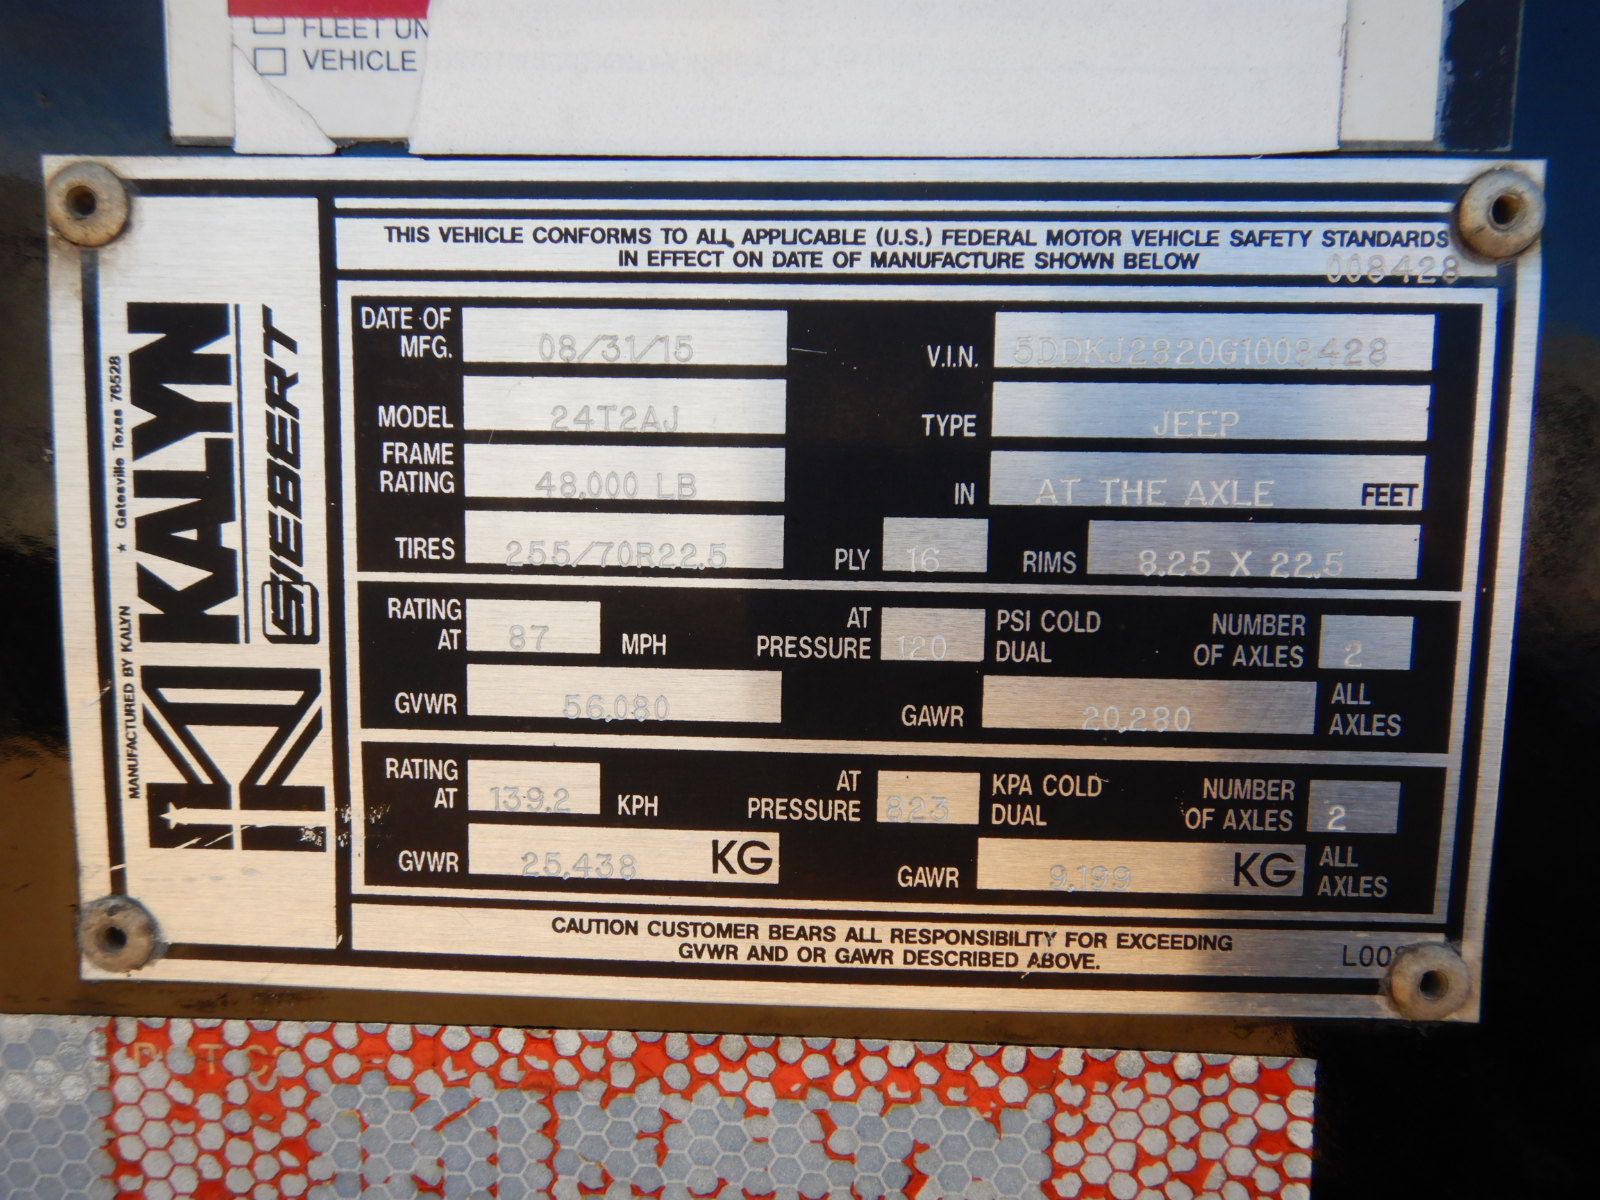 FLEET UN
VEHICLE
THIS VEHICLE CONFORMS TO ALL APPLICABLE (U.S.) FEDERAL MOTOR VEHICLE SAFETY STANDARDS
IN EFFECT ON DATE OF MANUFACTURE SHOWN BELOW
008428
MANUFACTURED BY KALYN ★ Gatesville Texas 76528
KALYN
SIEBERT
DATE OF MFG. 08/31/15 V.I.N. 5DDKJ2820G1008428
MODEL 24T2AJ TYPE JEEP
FRAME RATING 48,000 LB IN AT THE AXLE FEET
TIRES 255/70R22.5 PLY 16 RIMS 8.25 X 22.5
RATING AT 87 MPH AT PRESSURE 120 PSI COLD DUAL NUMBER OF AXLES 2
GVWR 56,080 GAWR 20,280 ALL AXLES
RATING AT 139.2 KPH AT PRESSURE 823 KPA COLD DUAL NUMBER OF AXLES 2
GVWR 25,438 KG GAWR 9,199 KG ALL AXLES
CAUTION CUSTOMER BEARS ALL RESPONSIBILITY FOR EXCEEDING
GVWR AND OR GAWR DESCRIBED ABOVE.
L00